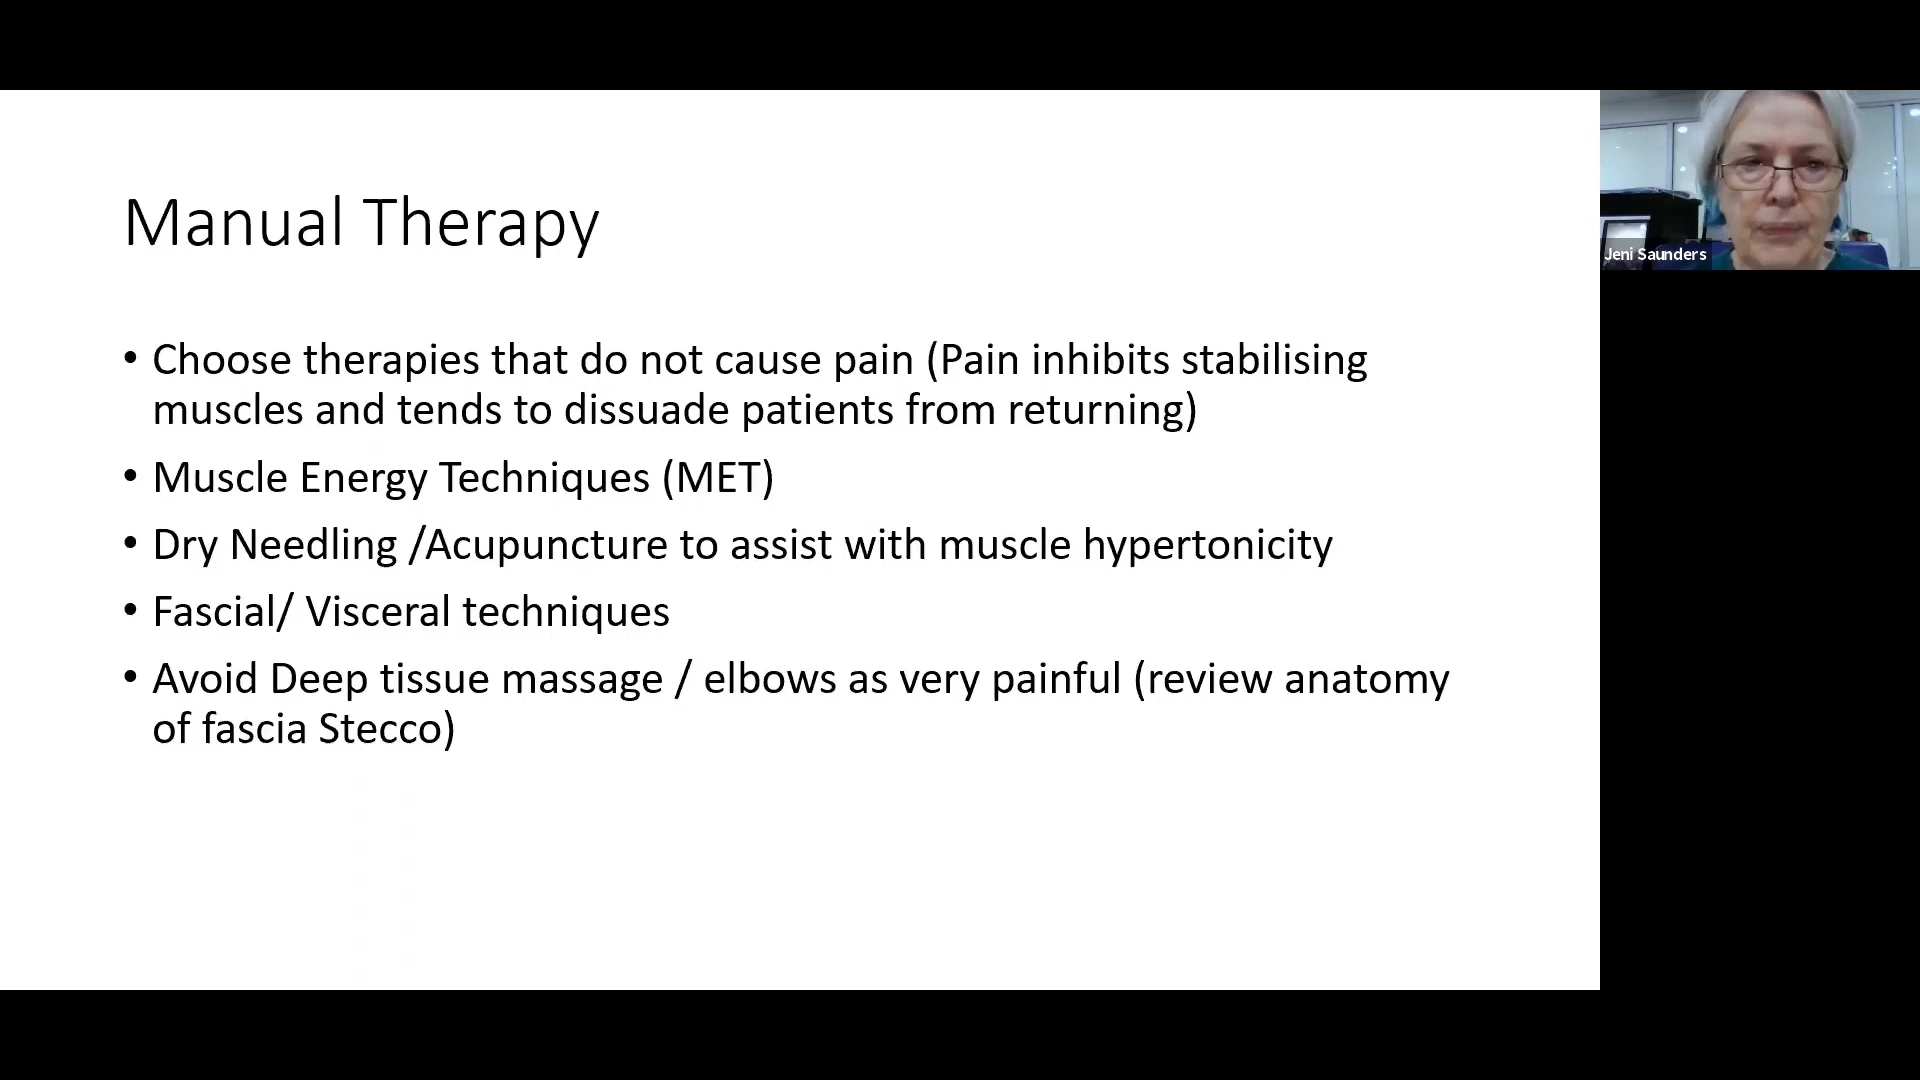 Manual Therapy
• Choose therapies that do not cause pain (Pain inhibits stabilising
muscles and tends to dissuade patients from returning)
• Muscle Energy Techniques (MET)
• Dry Needling /Acupuncture to assist with muscle hypertonicity
• Fascial/ Visceral techniques
• Avoid Deep tissue massage / elbows as very painful (review anatomy
of fascia Stecco)
Jeni Saunders